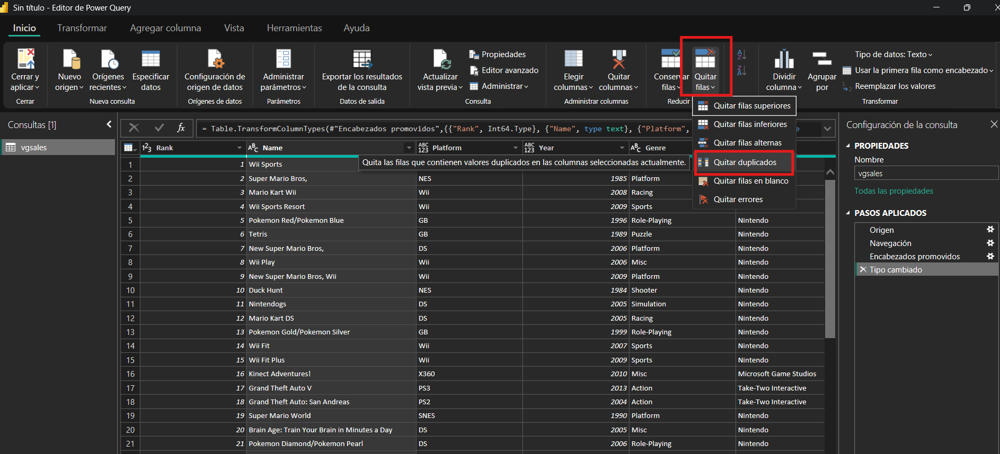 Sin título - Editor de Power Query
Inicio Transformar Agregar columna Vista Herramientas Ayuda
Cerrar y
aplicar
Cerrar
Nuevo
origen
Orígenes
recientes
Especificar
datos
Nueva consulta
Configuración de
origen de datos
Orígenes de datos
Administrar
parámetros
Parámetros
Exportar los resultados
de la consulta
Datos de salida
Actualizar
vista previa
Propiedades
Editor avanzado
Administrar
Consulta
Elegir
columnas
Quitar
columnas
Administrar columnas
Conservar
filas
Quitar
filas
Reducir
Dividir
columna
Agrupar
por
Tipo de datos: Texto
Usar la primera fila como encabezado
Reemplazar los valores
Transformar
Quitar filas superiores
Quitar filas inferiores
Quitar filas alternas
Quitar duplicados
Quitar filas en blanco
Quitar errores
Quita las filas que contienen valores duplicados en las columnas seleccionadas actualmente.
Consultas [1]
vgsales
fx = Table.TransformColumnTypes(#"Encabezados promovidos",{{"Rank", Int64.Type}, {"Name", type text}, {"Platform",
Rank Name Platform Year Genre
1 1 Wii Sports
2 2 Super Mario Bros, NES 1985 Platform
3 3 Mario Kart Wii Wii 2008 Racing
4 4 Wii Sports Resort Wii 2009 Sports
5 5 Pokemon Red/Pokemon Blue GB 1996 Role-Playing Nintendo
6 6 Tetris GB 1989 Puzzle Nintendo
7 7 New Super Mario Bros, DS 2006 Platform Nintendo
8 8 Wii Play Wii 2006 Misc Nintendo
9 9 New Super Mario Bros, Wii Wii 2009 Platform Nintendo
10 10 Duck Hunt NES 1984 Shooter Nintendo
11 11 Nintendogs DS 2005 Simulation Nintendo
12 12 Mario Kart DS DS 2005 Racing Nintendo
13 13 Pokemon Gold/Pokemon Silver GB 1999 Role-Playing Nintendo
14 14 Wii Fit Wii 2007 Sports Nintendo
15 15 Wii Fit Plus Wii 2009 Sports Nintendo
16 16 Kinect Adventures! X360 2010 Misc Microsoft Game Studios
17 17 Grand Theft Auto V PS3 2013 Action Take-Two Interactive
18 18 Grand Theft Auto: San Andreas PS2 2004 Action Take-Two Interactive
19 19 Super Mario World SNES 1990 Platform Nintendo
20 20 Brain Age: Train Your Brain in Minutes a Day DS 2005 Misc Nintendo
21 21 Pokemon Diamond/Pokemon Pearl DS 2006 Role-Playing Nintendo
Configuración de la consulta
PROPIEDADES
Nombre
vgsales
Todas las propiedades
PASOS APLICADOS
Origen
Navegación
Encabezados promovidos
Tipo cambiado